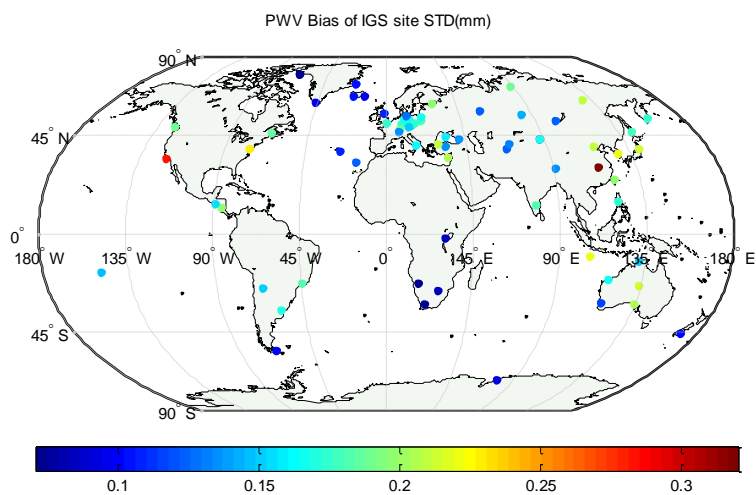 PWV Bias of IGS site STD(mm)
90° N
45° N
0°
180° W 135° W 90° W 45° W 0° 45° E 90° E 135° E 180° E
45° S
90° S
0.1 0.15 0.2 0.25 0.3